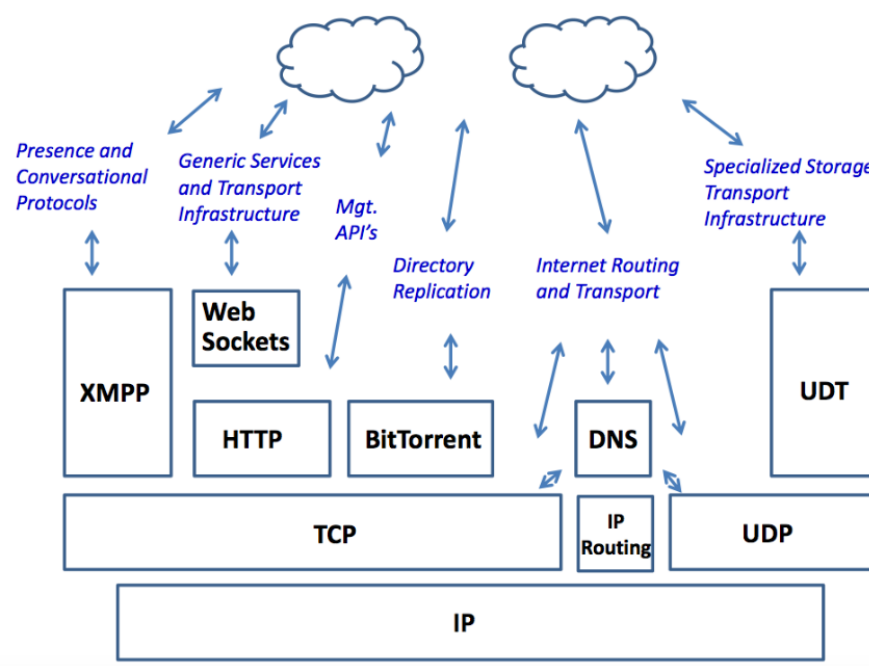 Presence and
Conversational
Protocols
Generic Services
and Transport
Infrastructure
Mgt.
API's
Directory
Replication
Internet Routing
and Transport
Specialized Storage
Transport
Infrastructure
XMPP
Web
Sockets
HTTP
BitTorrent
DNS
UDT
TCP
IP
Routing
UDP
IP